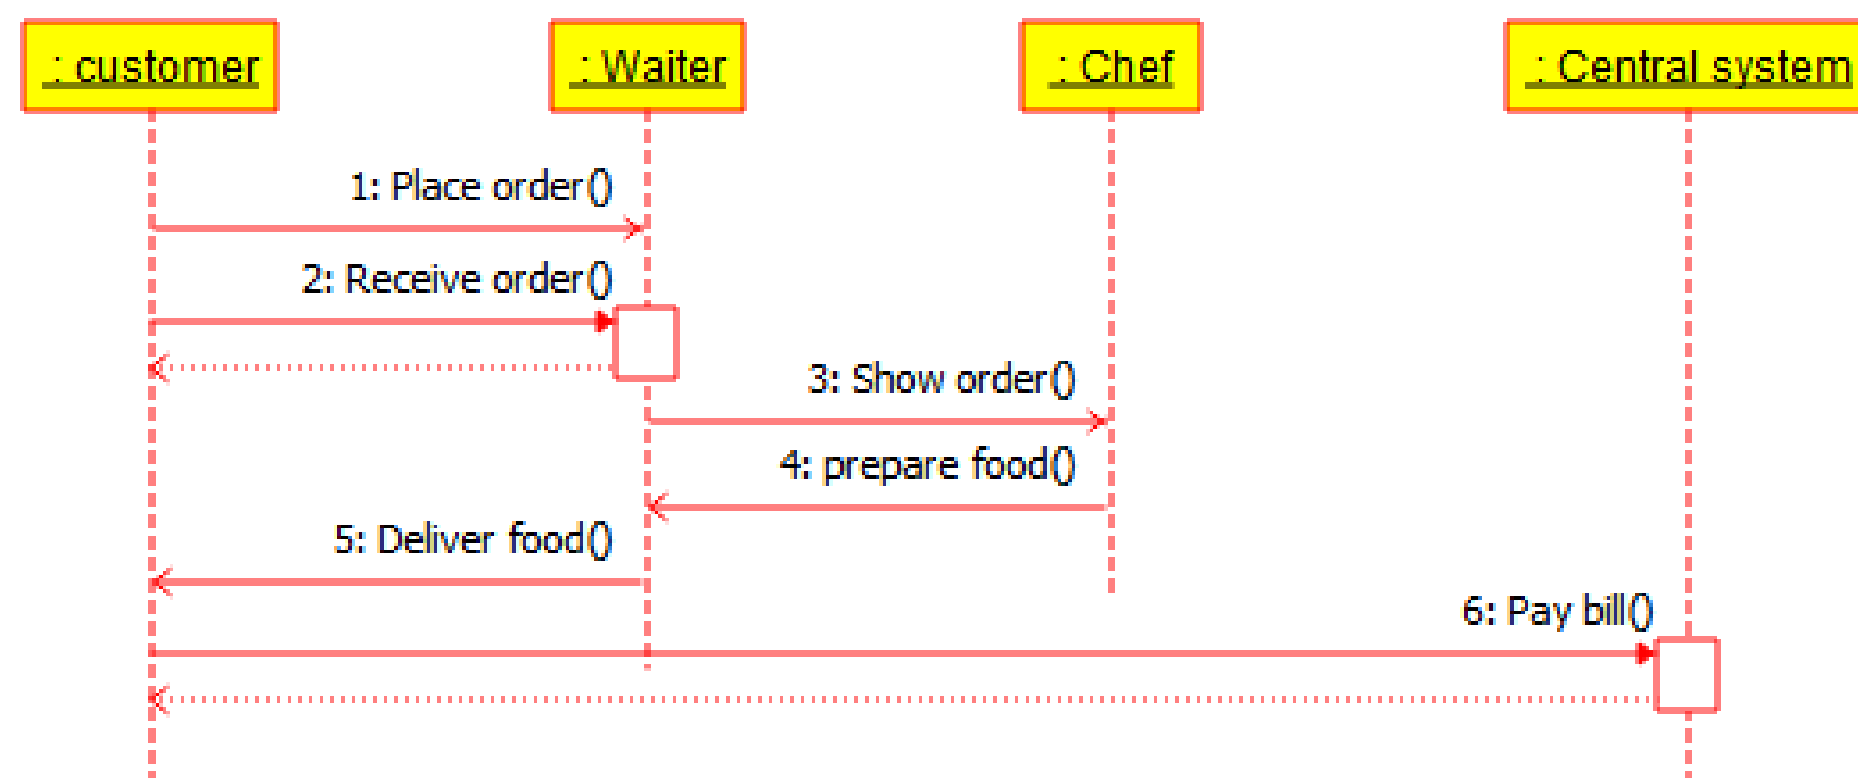 : customer
: Waiter
: Chef
: Central system
1: Place order()
2: Receive order()
3: Show order()
4: prepare food()
5: Deliver food()
6: Pay bill()